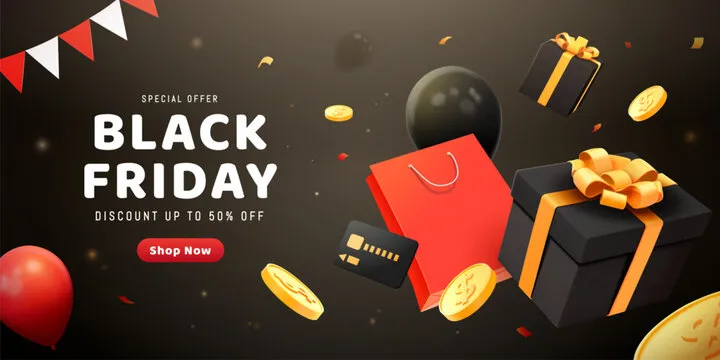 SPECIAL OFFER
BLACK
FRIDAY
DISCOUNT UP TO 50% OFF
Shop Now